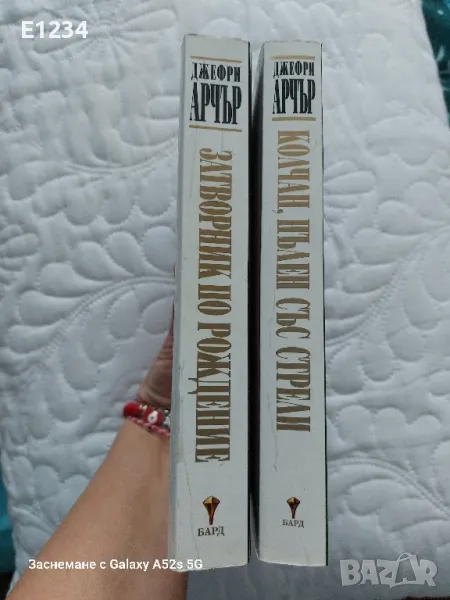 E1234
ДЖЕФРИ
АРЧЪР
ЗАТВОРНИК ПО РОЖДЕНИЕ
БАРД
ДЖЕФРИ
АРЧЪР
КОЛЧАН, ПЪЛЕН СЪС СТРЕЛИ
БАРД
Заснемане с Galaxy A52s 5G
bazar